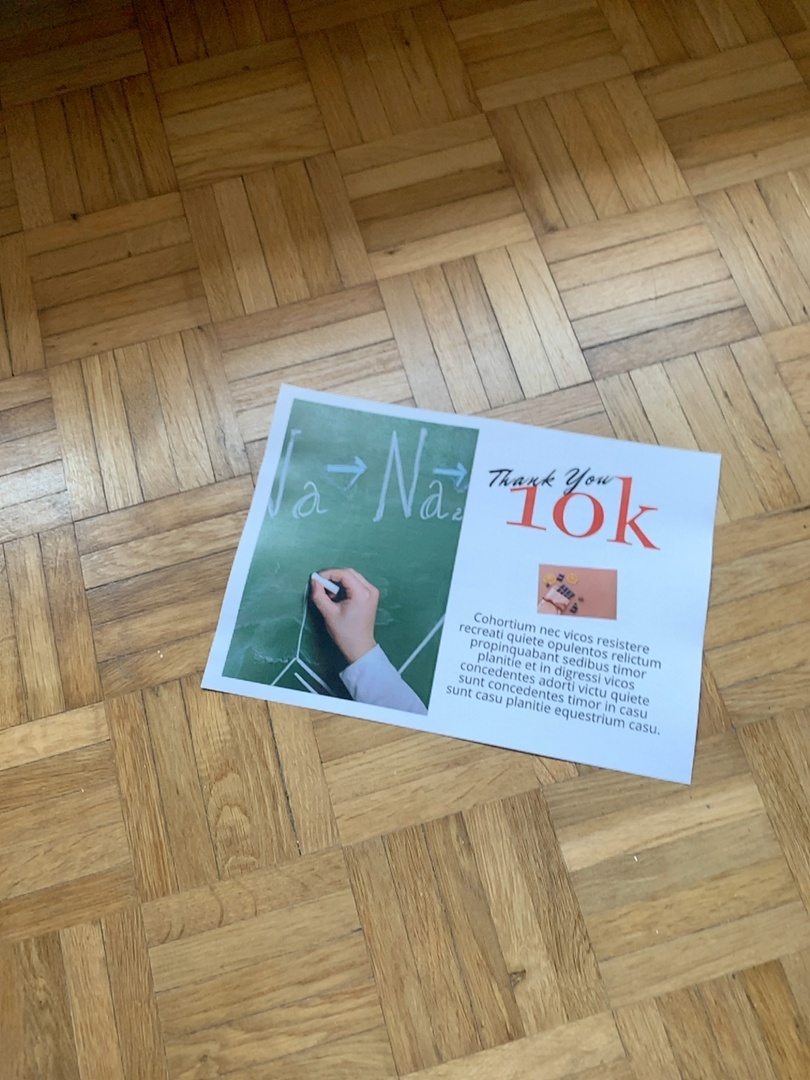 Na → Na₂
Thank You
10k
Cohortium nec vicos resistere
recreati quiete opulentos relictum
propinquabant sedibus timor
planitie et in digressi vicos
concedentes adorti victu quiete
sunt concedentes timor in casu
sunt casu planitie equestrium casu.